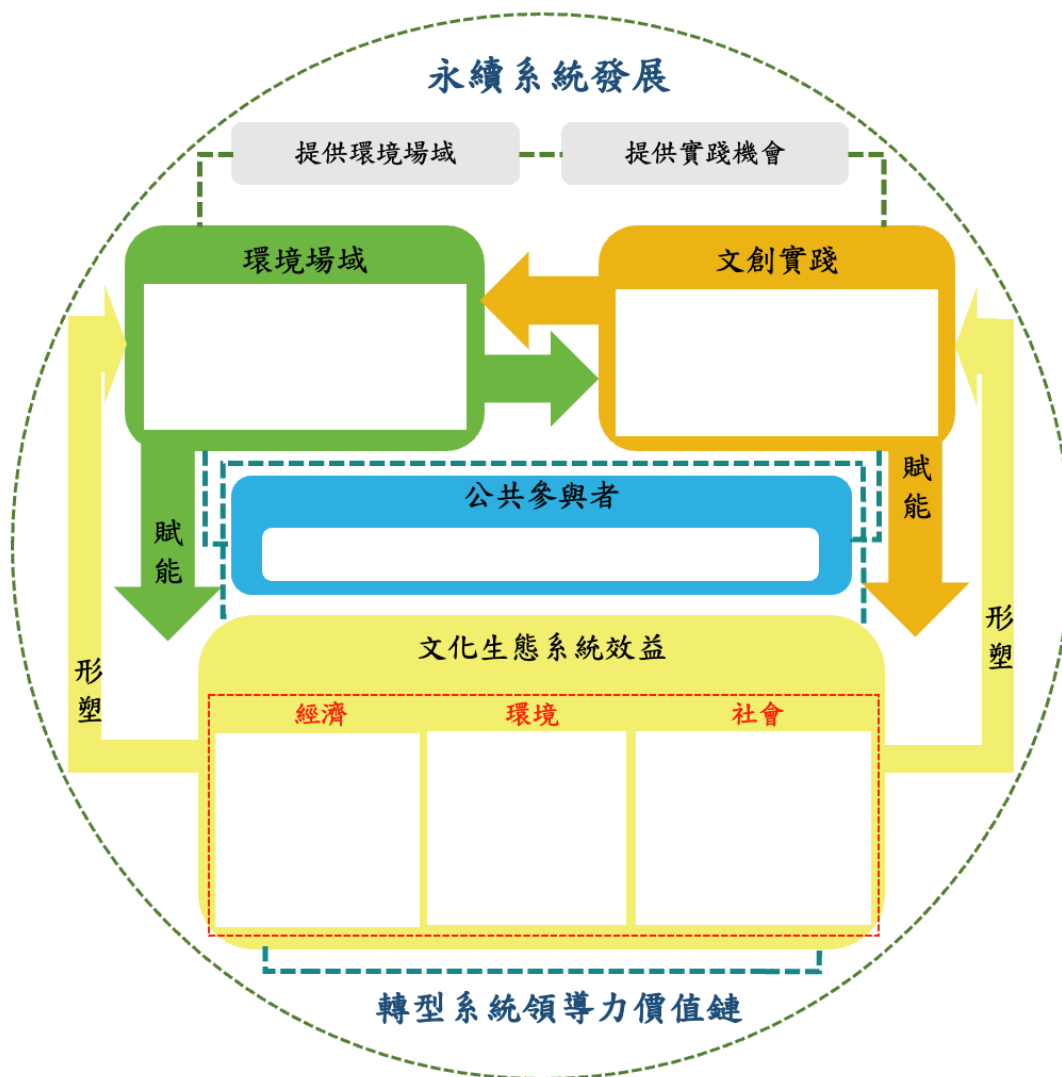 永續系統發展
提供環境場域
提供實踐機會
環境場域
文創實踐
公共參與者
賦能
賦能
文化生態系統效益
形塑
形塑
經濟
環境
社會
轉型系統領導力價值鏈